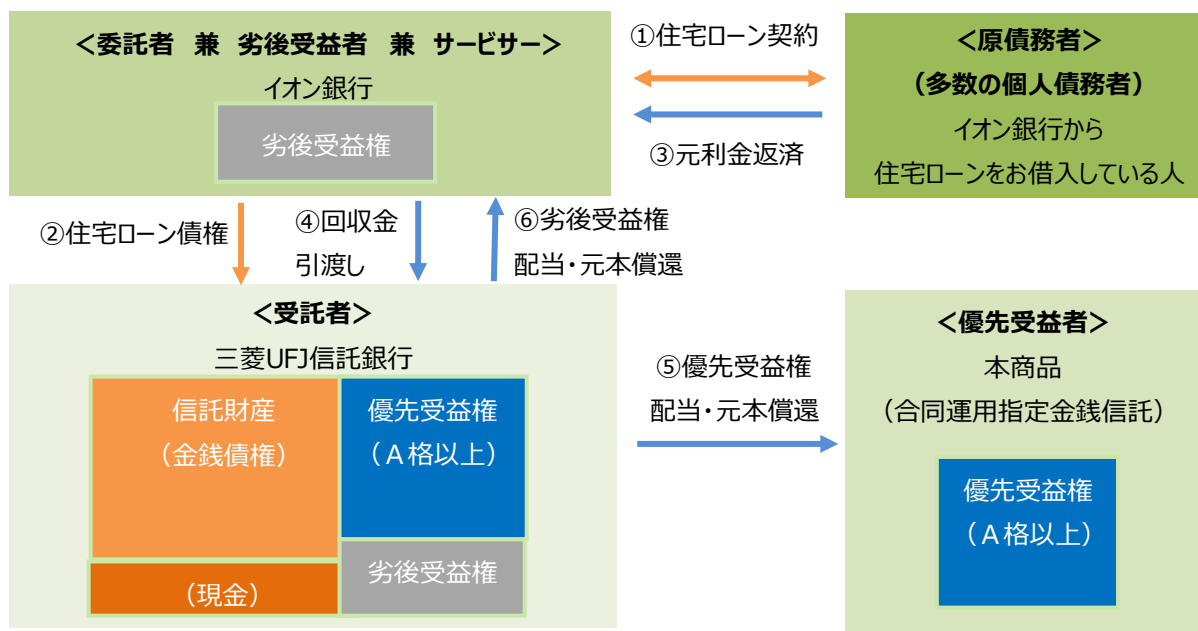 ＜委託者　兼　劣後受益者　兼　サービサー＞
イオン銀行
劣後受益権
①住宅ローン契約
③元利金返済
＜原債務者＞
（多数の個人債務者）
イオン銀行から
住宅ローンをお借入している人
②住宅ローン債権
④回収金
引渡し
⑥劣後受益権
配当・元本償還
＜受託者＞
三菱UFJ信託銀行
信託財産
（金銭債権）
（現金）
優先受益権
（Ａ格以上）
劣後受益権
⑤優先受益権
配当・元本償還
＜優先受益者＞
本商品
（合同運用指定金銭信託）
優先受益権
（Ａ格以上）